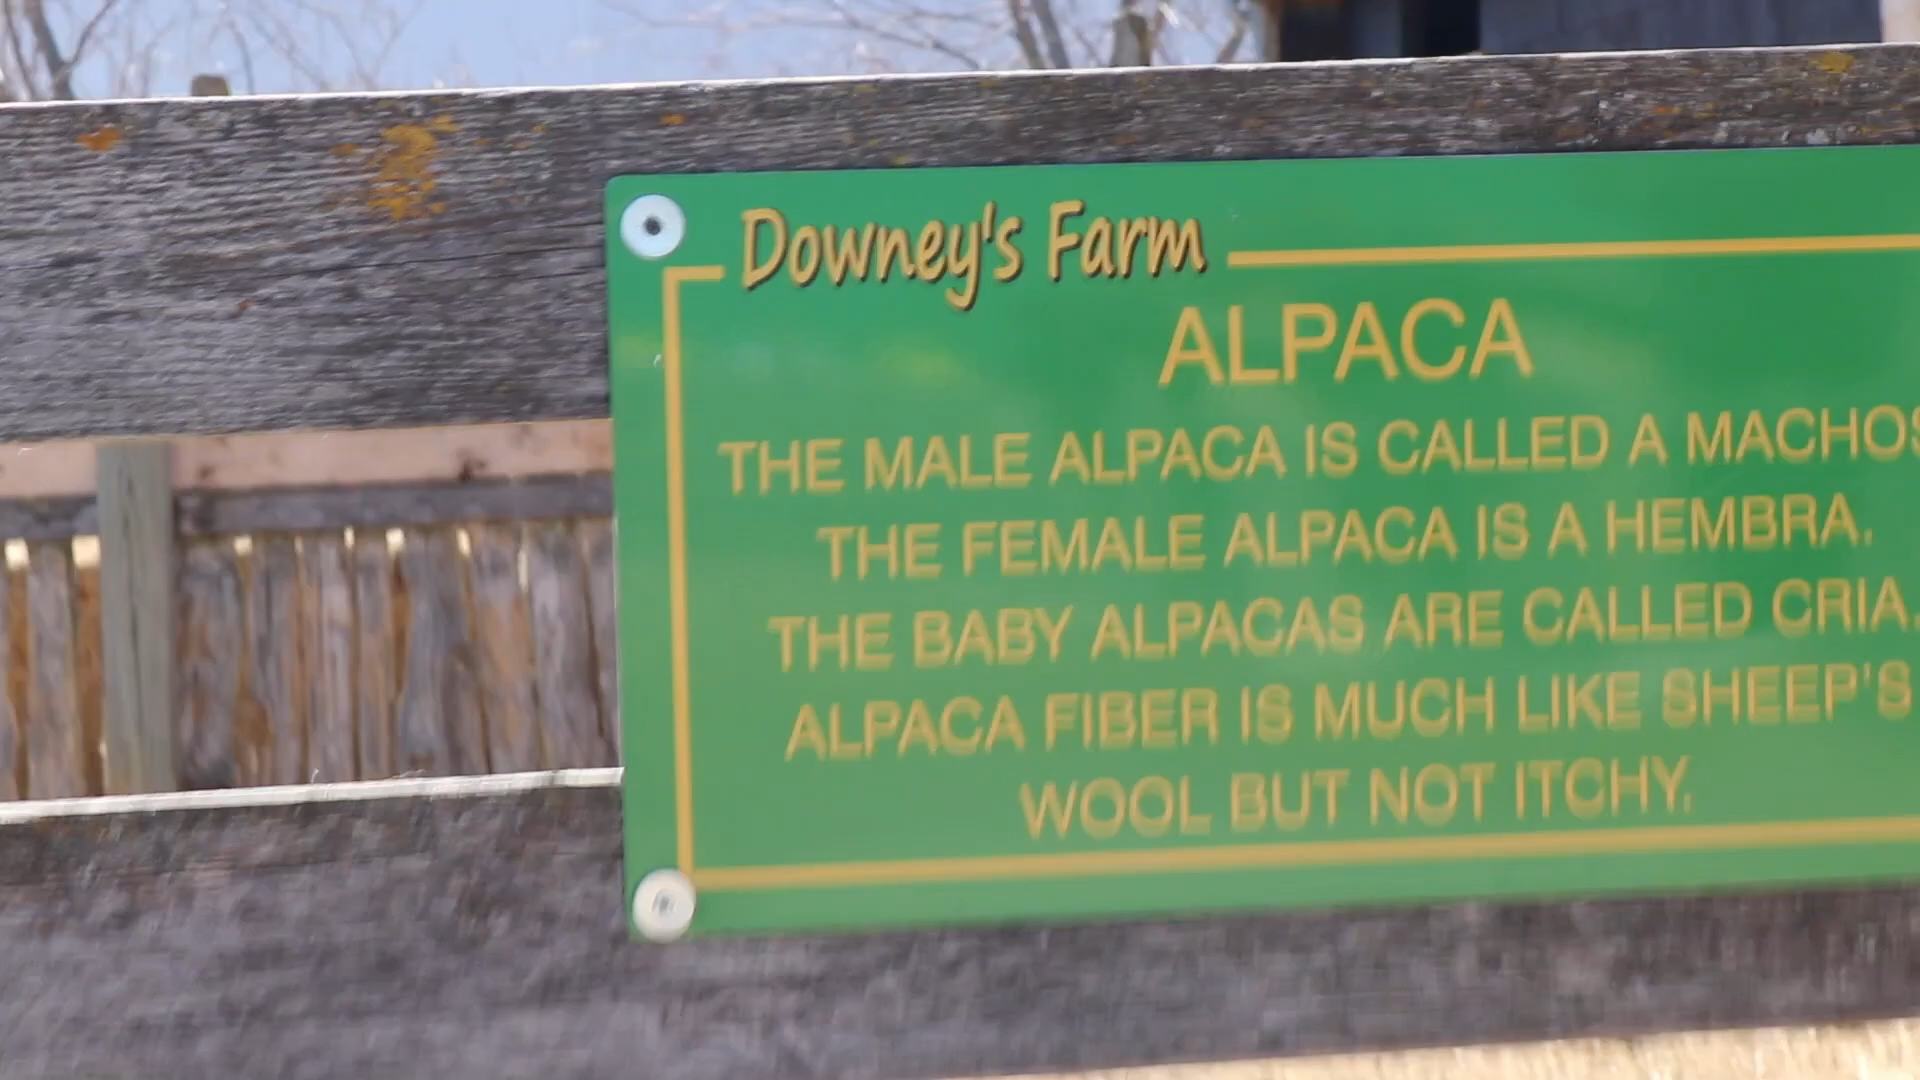 Downey's Farm
ALPACA
THE MALE ALPACA IS CALLED A MACHOS
THE FEMALE ALPACA IS A HEMBRA.
THE BABY ALPACAS ARE CALLED CRIA.
ALPACA FIBER IS MUCH LIKE SHEEP'S
WOOL BUT NOT ITCHY.